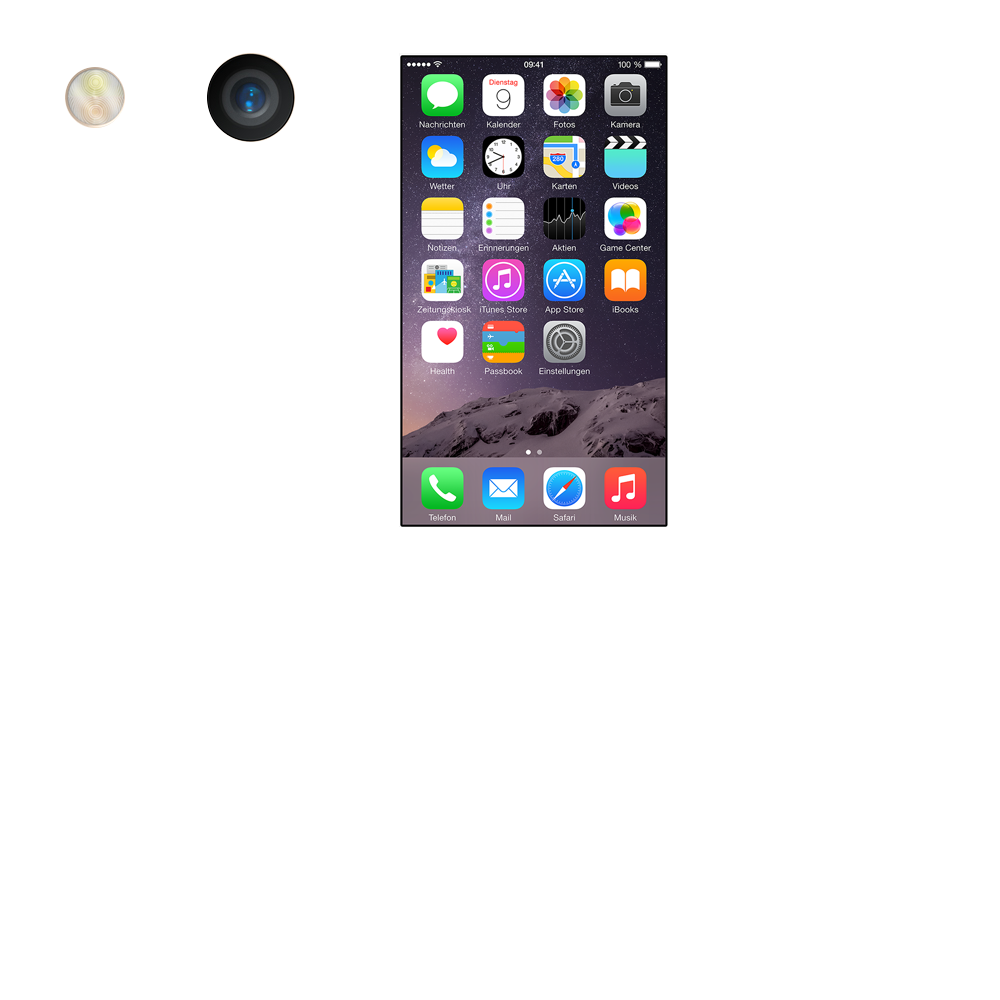 09:41 100 %
Dienstag
9
Nachrichten Kalender Fotos Kamera
280
Wetter Uhr Karten Videos
Notizen Erinnerungen Aktien Game Center
Zeitungskiosk iTunes Store App Store iBooks
Health Passbook Einstellungen
Telefon Mail Safari Musik